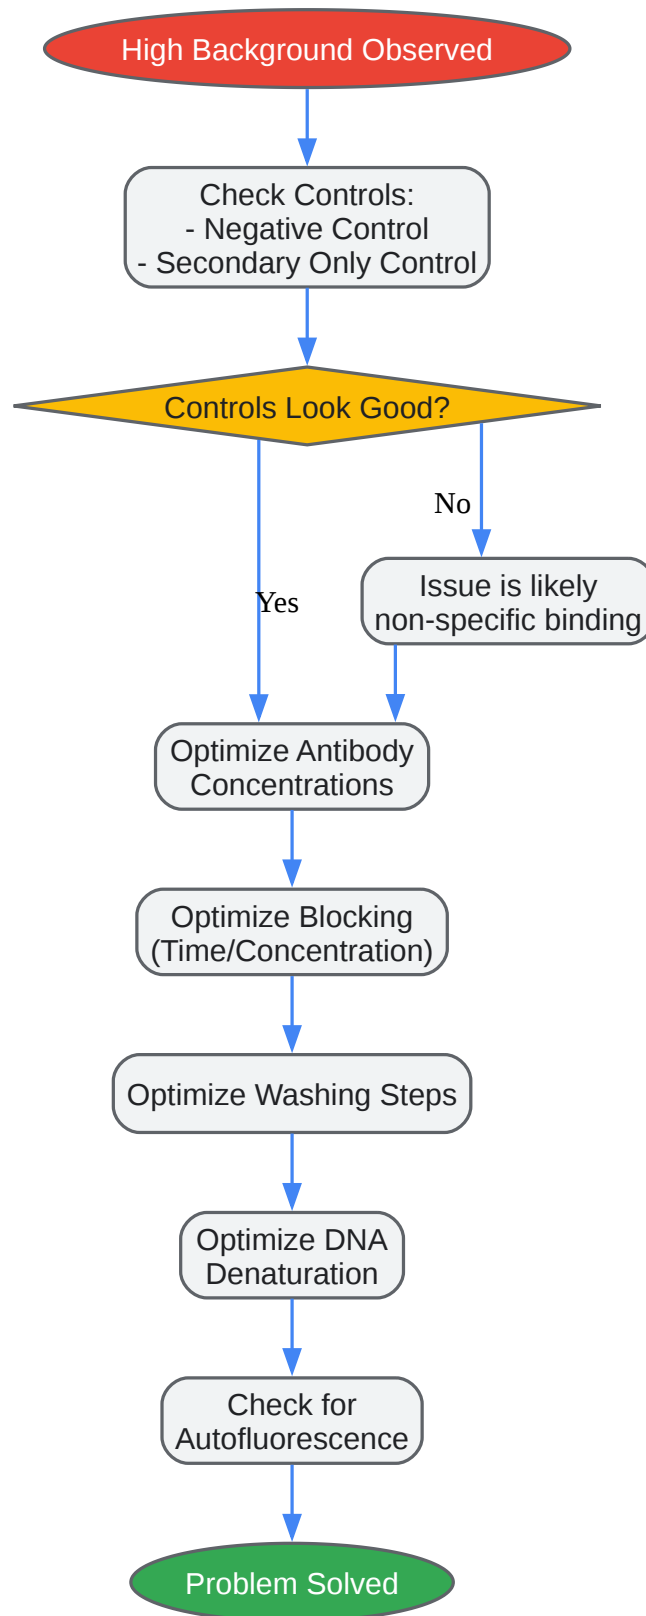 High Background Observed
Check Controls:
- Negative Control
- Secondary Only Control
Controls Look Good?
No
Issue is likely
non-specific binding
Yes
Optimize Antibody
Concentrations
Optimize Blocking
(Time/Concentration)
Optimize Washing Steps
Optimize DNA
Denaturation
Check for
Autofluorescence
Problem Solved